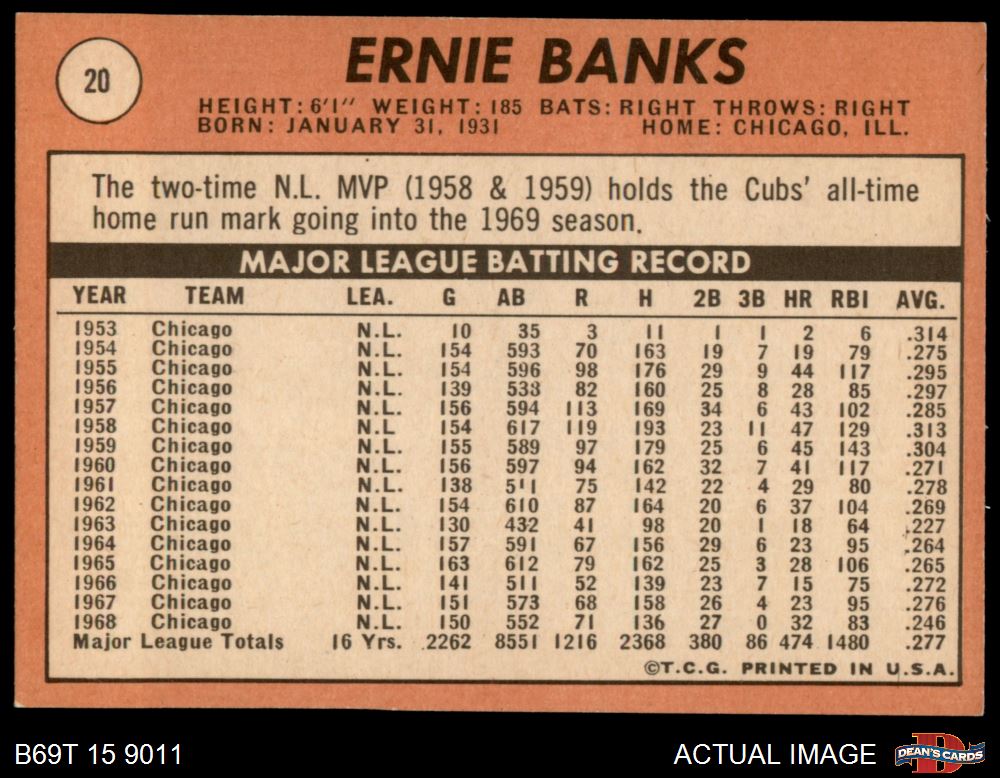 20
ERNIE BANKS
HEIGHT: 6'1" WEIGHT: 185 BATS: RIGHT THROWS: RIGHT
BORN: JANUARY 31, 1931 HOME: CHICAGO, ILL.
The two-time N.L. MVP (1958 & 1959) holds the Cubs' all-time
home run mark going into the 1969 season.
MAJOR LEAGUE BATTING RECORD
YEAR TEAM LEA. G AB R H 2B 3B HR RBI AVG.
1953 Chicago N.L. 10 35 3 11 1 1 2 6 .314
1954 Chicago N.L. 154 593 70 163 19 7 19 79 .275
1955 Chicago N.L. 154 596 98 176 29 9 44 117 .295
1956 Chicago N.L. 139 538 82 160 25 8 28 85 .297
1957 Chicago N.L. 156 594 113 169 34 6 43 102 .285
1958 Chicago N.L. 154 617 119 193 23 11 47 129 .313
1959 Chicago N.L. 155 589 97 179 25 6 45 143 .304
1960 Chicago N.L. 156 597 94 162 32 7 41 117 .271
1961 Chicago N.L. 138 511 75 142 22 4 29 80 .278
1962 Chicago N.L. 154 610 87 164 20 6 37 104 .269
1963 Chicago N.L. 130 432 41 98 20 1 18 64 .227
1964 Chicago N.L. 157 591 67 156 29 6 23 95 .264
1965 Chicago N.L. 163 612 79 162 25 3 28 106 .265
1966 Chicago N.L. 141 511 52 139 23 7 15 75 .272
1967 Chicago N.L. 151 573 68 158 26 4 23 95 .276
1968 Chicago N.L. 150 552 71 136 27 0 32 83 .246
Major League Totals 16 Yrs. 2262 8551 1216 2368 380 86 474 1480 .277
©T.C.G. PRINTED IN U.S.A.
B69T 15 9011 ACTUAL IMAGE DEAN'S CARDS